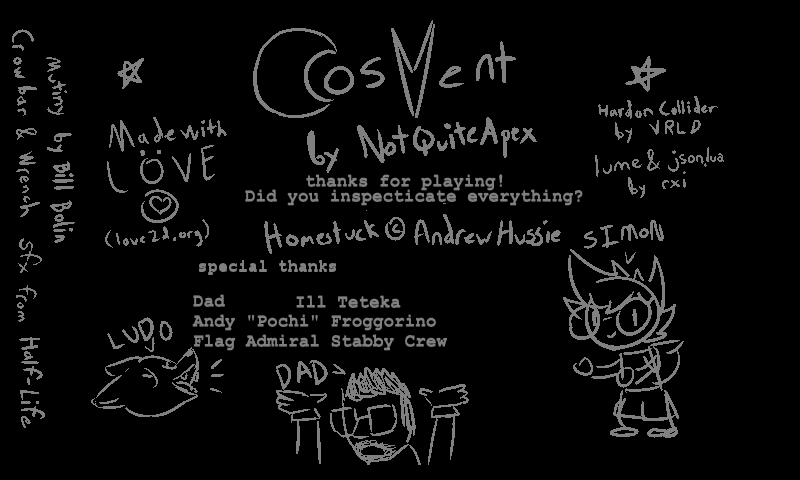 CosVent
by NotQuiteApex
thanks for playing!
Did you inspecticate everything?
Homestuck © Andrew Hussie
Mutiny by Bill Bolin
Crowbar & Wrench sfx from Half-Life
Made with
LÖVE
(love2d.org)
Hardon Collider
by VRLD
lume & json.lua
by rxi
special thanks
Dad Ill Teteka
Andy "Pochi" Froggorino
Flag Admiral Stabby Crew
LUDO
DAD
SIMON